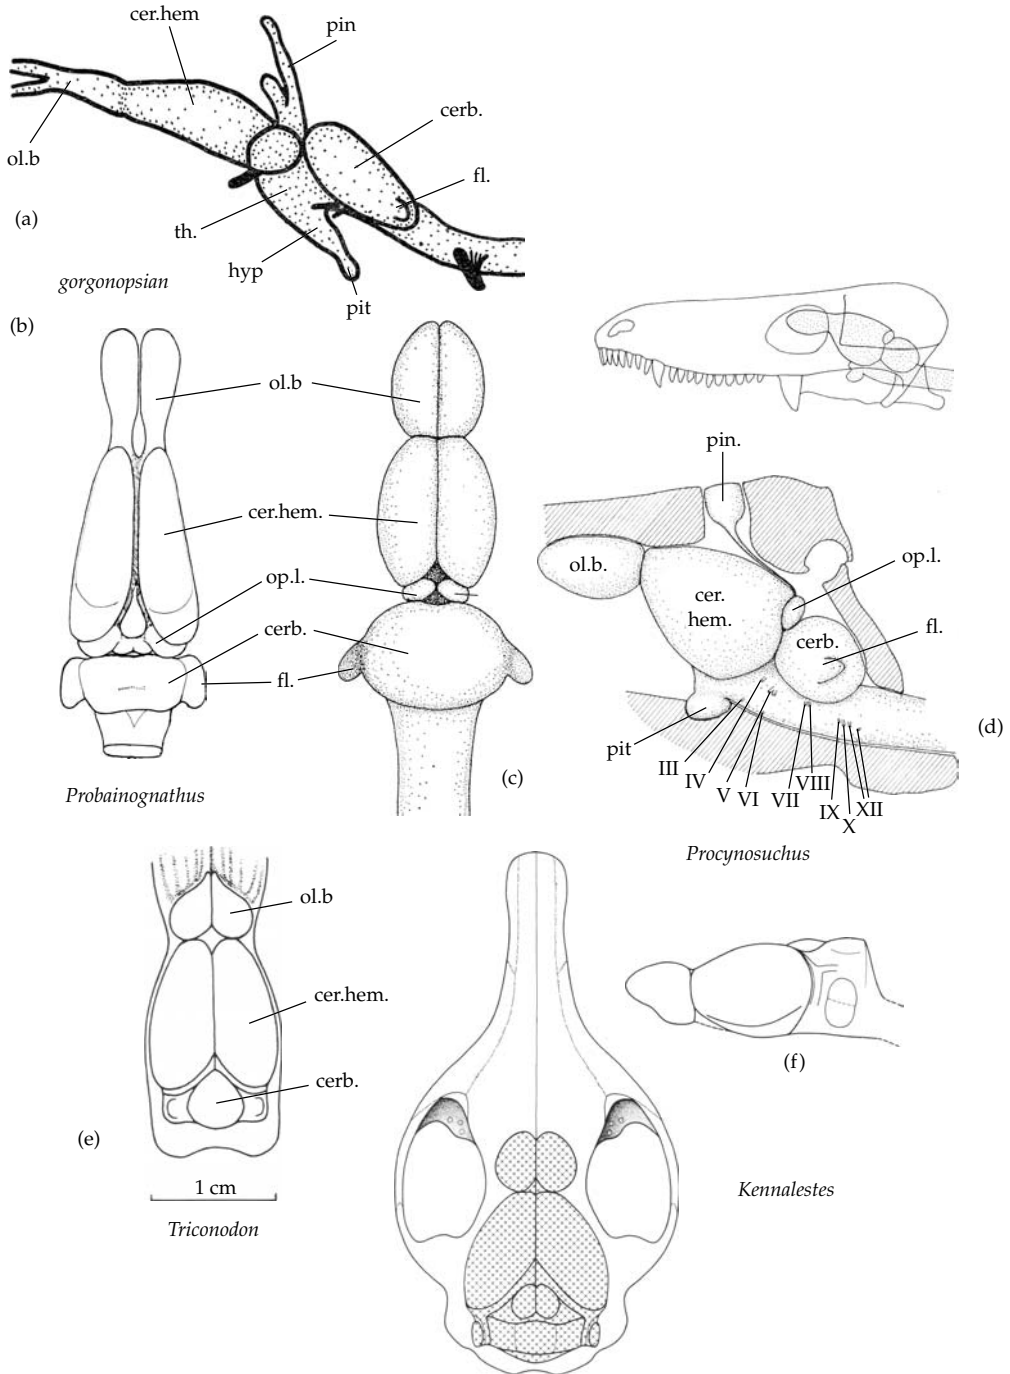 cer.hem
pin
cerb.
ol.b
fl.
(a)
th.
hyp
gorgonopsian
pit
(b)
ol.b
cer.hem.
op.l.
cerb.
fl.
(c)
Probainognathus
pin.
ol.b.
op.l.
cer.
hem.
cerb.
fl.
(d)
pit
III
IV
V
VI
VII
VIII
IX
X
XII
Procynosuchus
ol.b
cer.hem.
cerb.
(e)
1 cm
Triconodon
(f)
Kennalestes